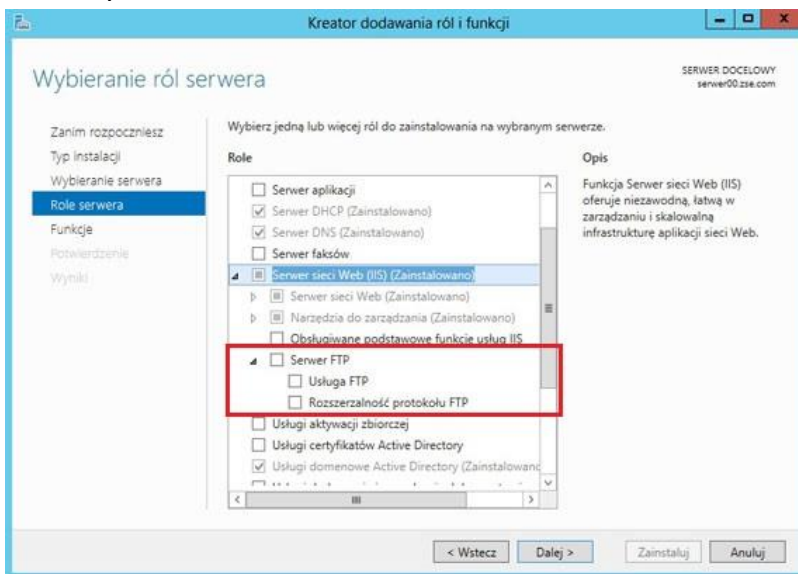 Kreator dodawania ról i funkcji
Wybieranie ról serwera
SERWER DOCELOWY
serwer00.zse.com
Zanim rozpoczniesz
Typ instalacji
Wybieranie serwera
Role serwera
Funkcje
Potwierdzenie
Wyniki
Wybierz jedną lub więcej ról do zainstalowania na wybranym serwerze.
Role
Serwer aplikacji
Serwer DHCP (Zainstalowano)
Serwer DNS (Zainstalowano)
Serwer faksów
Serwer sieci Web (IIS) (Zainstalowano)
Serwer sieci Web (Zainstalowano)
Narzędzia do zarządzania (Zainstalowano)
Obsługiwane podstawowe funkcje usług IIS
Serwer FTP
Usługa FTP
Rozszerzalność protokołu FTP
Usługi aktywacji zbiorczej
Usługi certyfikatów Active Directory
Usługi domenowe Active Directory (Zainstalowano
Opis
Funkcja Serwer sieci Web (IIS)
oferuje niezawodną, łatwą w
zarządzaniu i skalowalną
infrastrukturę aplikacji sieci Web.
< Wstecz
Dalej >
Zainstaluj
Anuluj